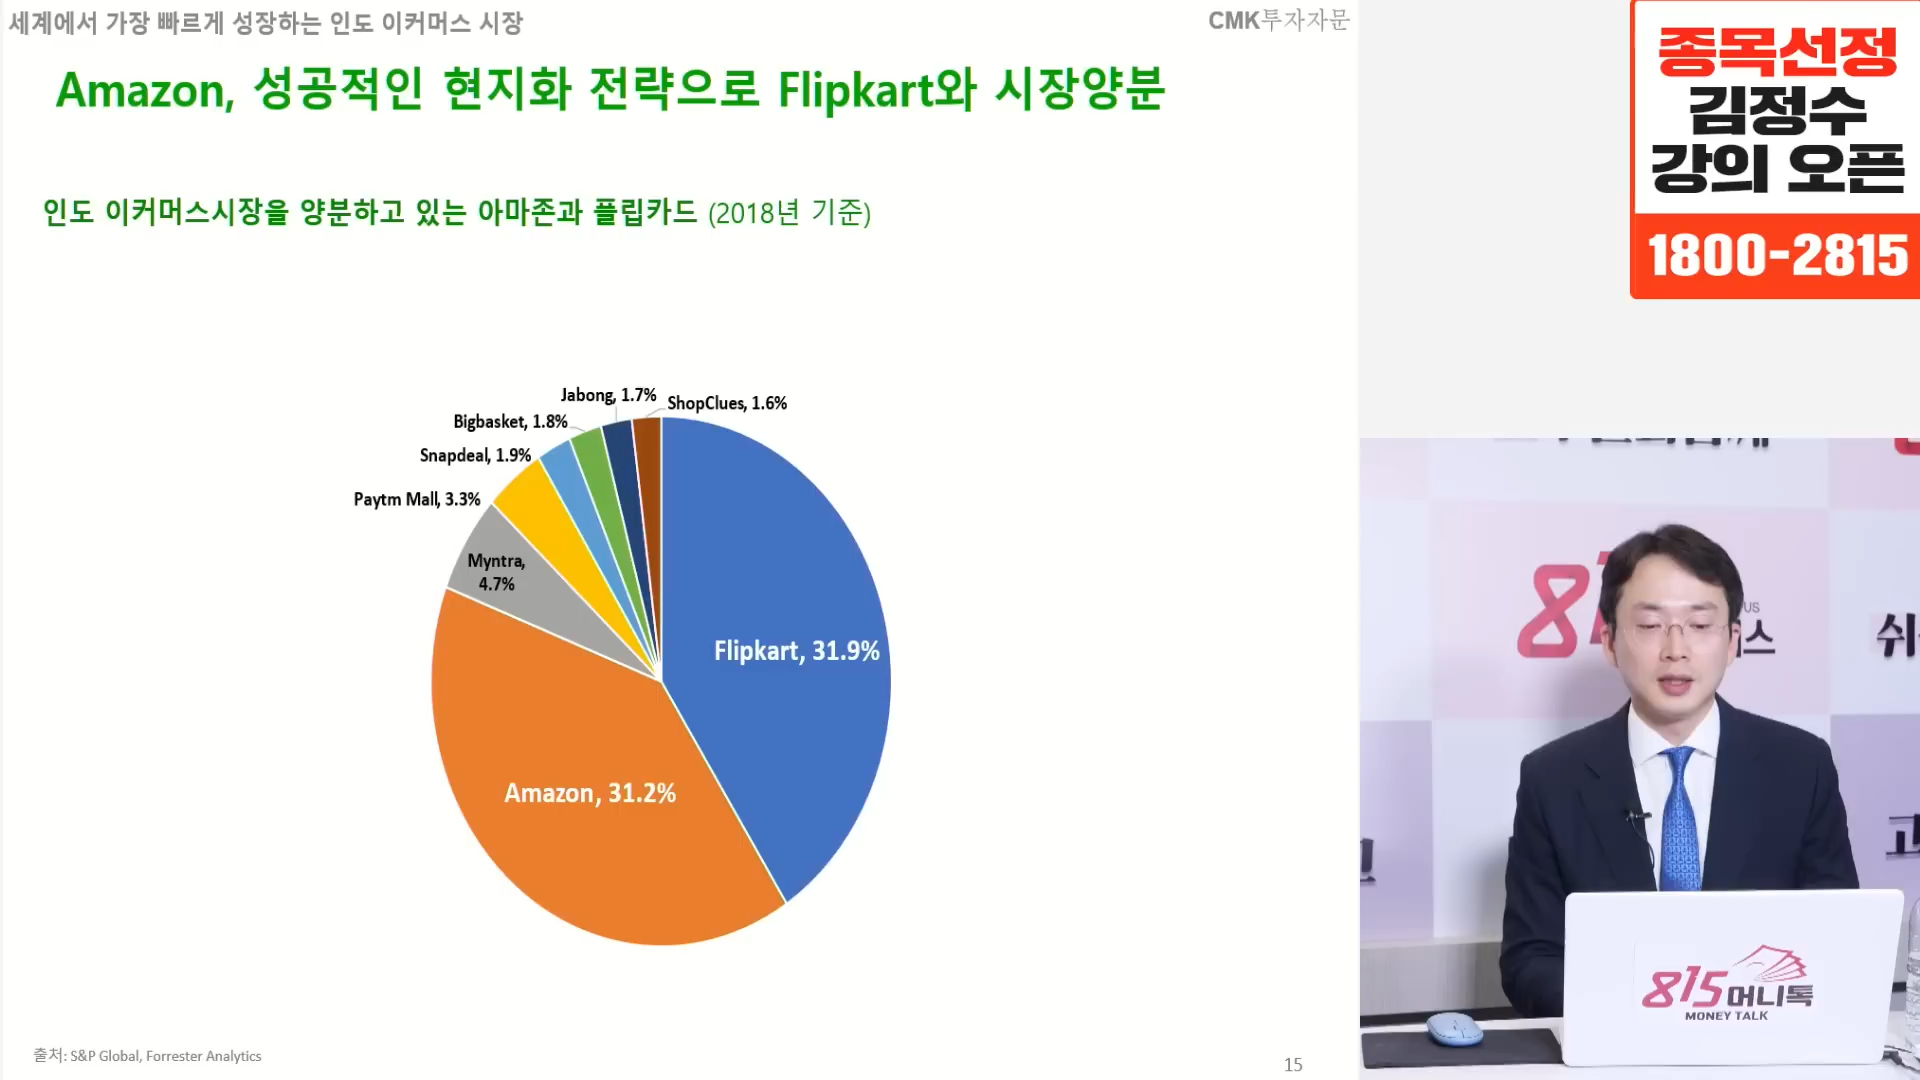 세계에서 가장 빠르게 성장하는 인도 이커머스 시장
CMK투자자문
Amazon, 성공적인 현지화 전략으로 Flipkart와 시장양분
인도 이커머스시장을 양분하고 있는 아마존과 플립카드 (2018년 기준)
Jabong, 1.7%
ShopClues, 1.6%
Bigbasket, 1.8%
Snapdeal, 1.9%
Paytm Mall, 3.3%
Myntra,
4.7%
Flipkart, 31.9%
Amazon, 31.2%
출처: S&P Global, Forrester Analytics
15
종목선정
김정수
강의 오픈
1800-2815
815머니톡
MONEY TALK